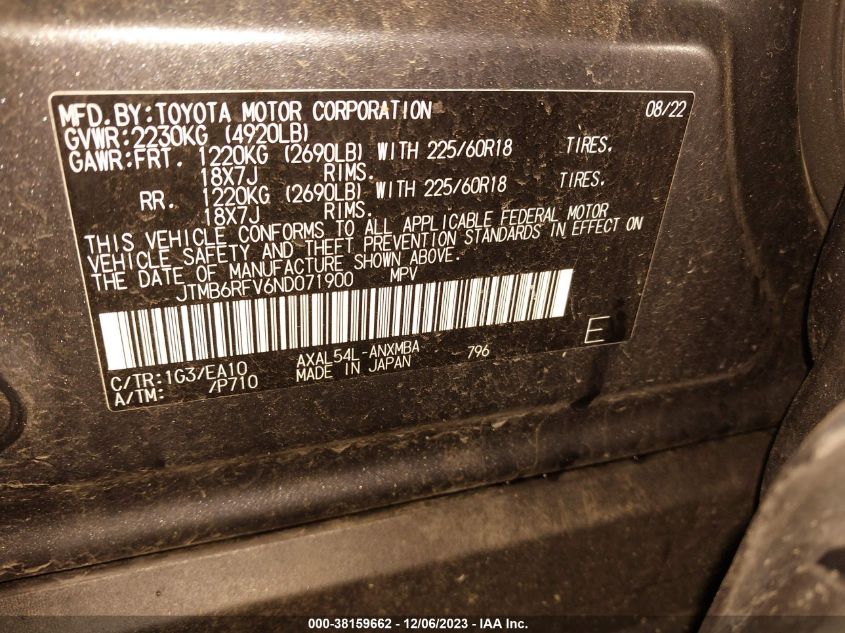 MFD.BY:TOYOTA MOTOR CORPORATION 08/22
GVWR:2230KG (4920LB)
GAWR:FRT. 1220KG (2690LB) WITH 225/60R18 TIRES.
18X7J RIMS.
RR. 1220KG (2690LB) WITH 225/60R18 TIRES.
18X7J RIMS.
THIS VEHICLE CONFORMS TO ALL APPLICABLE FEDERAL MOTOR
VEHICLE SAFETY AND THEFT PREVENTION STANDARDS IN EFFECT ON
THE DATE OF MANUFACTURE SHOWN ABOVE.
JTMB6RFV6ND071900 MPV
E
C/TR:1G3/EA10 AXAL54L-ANXMBA 796
A/TM: /P710 MADE IN JAPAN
000-38159662 - 12/06/2023 - IAA Inc.